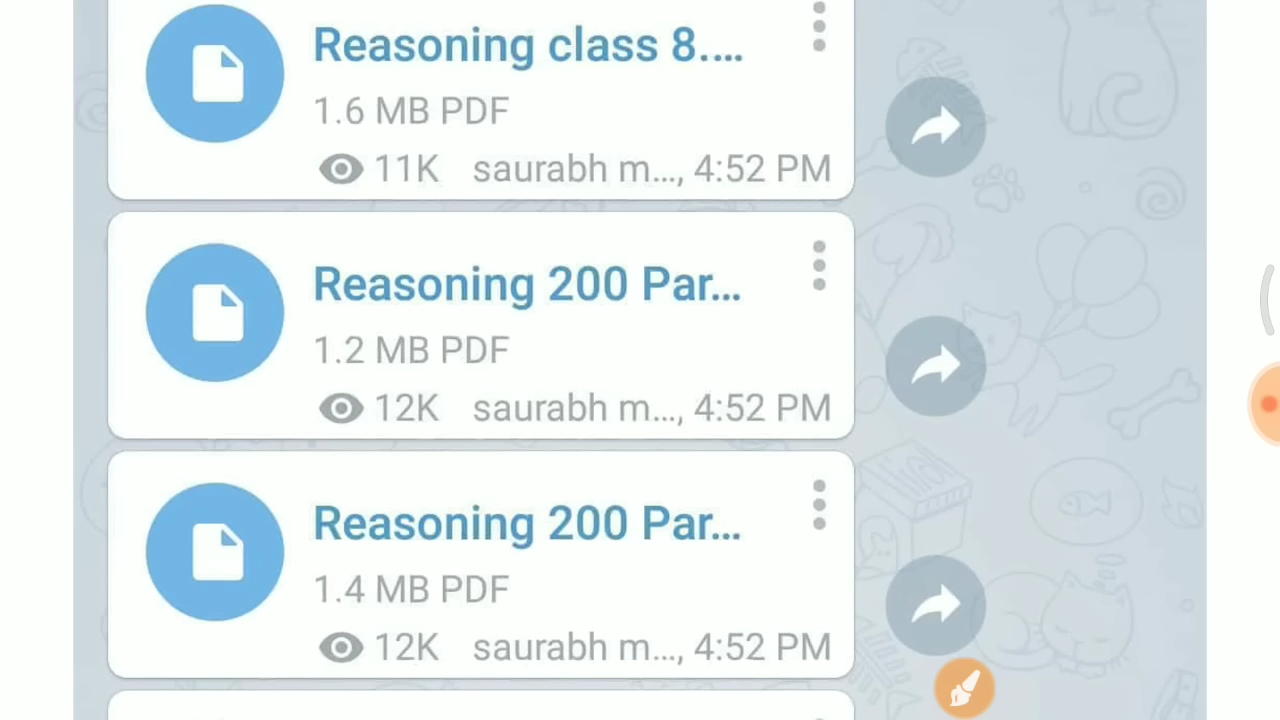 Reasoning class 8....
1.6 MB PDF
11K saurabh m..., 4:52 PM
Reasoning 200 Par...
1.2 MB PDF
12K saurabh m..., 4:52 PM
Reasoning 200 Par...
1.4 MB PDF
12K saurabh m..., 4:52 PM